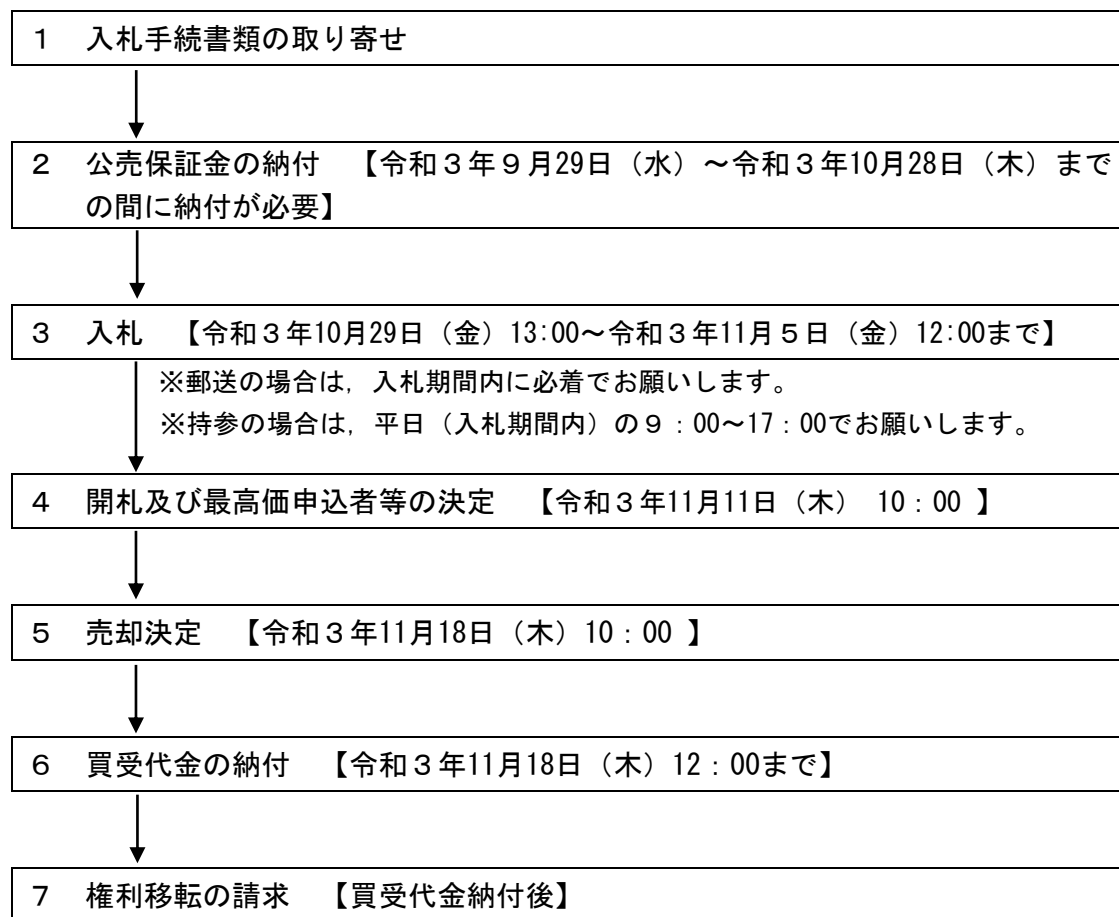 １　入札手続書類の取り寄せ
２　公売保証金の納付　【令和３年９月29日（水）～令和３年10月28日（木）まで
の間に納付が必要】
３　入札　【令和３年10月29日（金）13:00～令和３年11月５日（金）12:00まで】
※郵送の場合は，入札期間内に必着でお願いします。
※持参の場合は，平日（入札期間内）の９：00～17：00でお願いします。
４　開札及び最高価申込者等の決定　【令和３年11月11日（木） 10：00 】
５　売却決定　【令和３年11月18日（木）10：00 】
６　買受代金の納付　【令和３年11月18日（木）12：00まで】
７　権利移転の請求　【買受代金納付後】